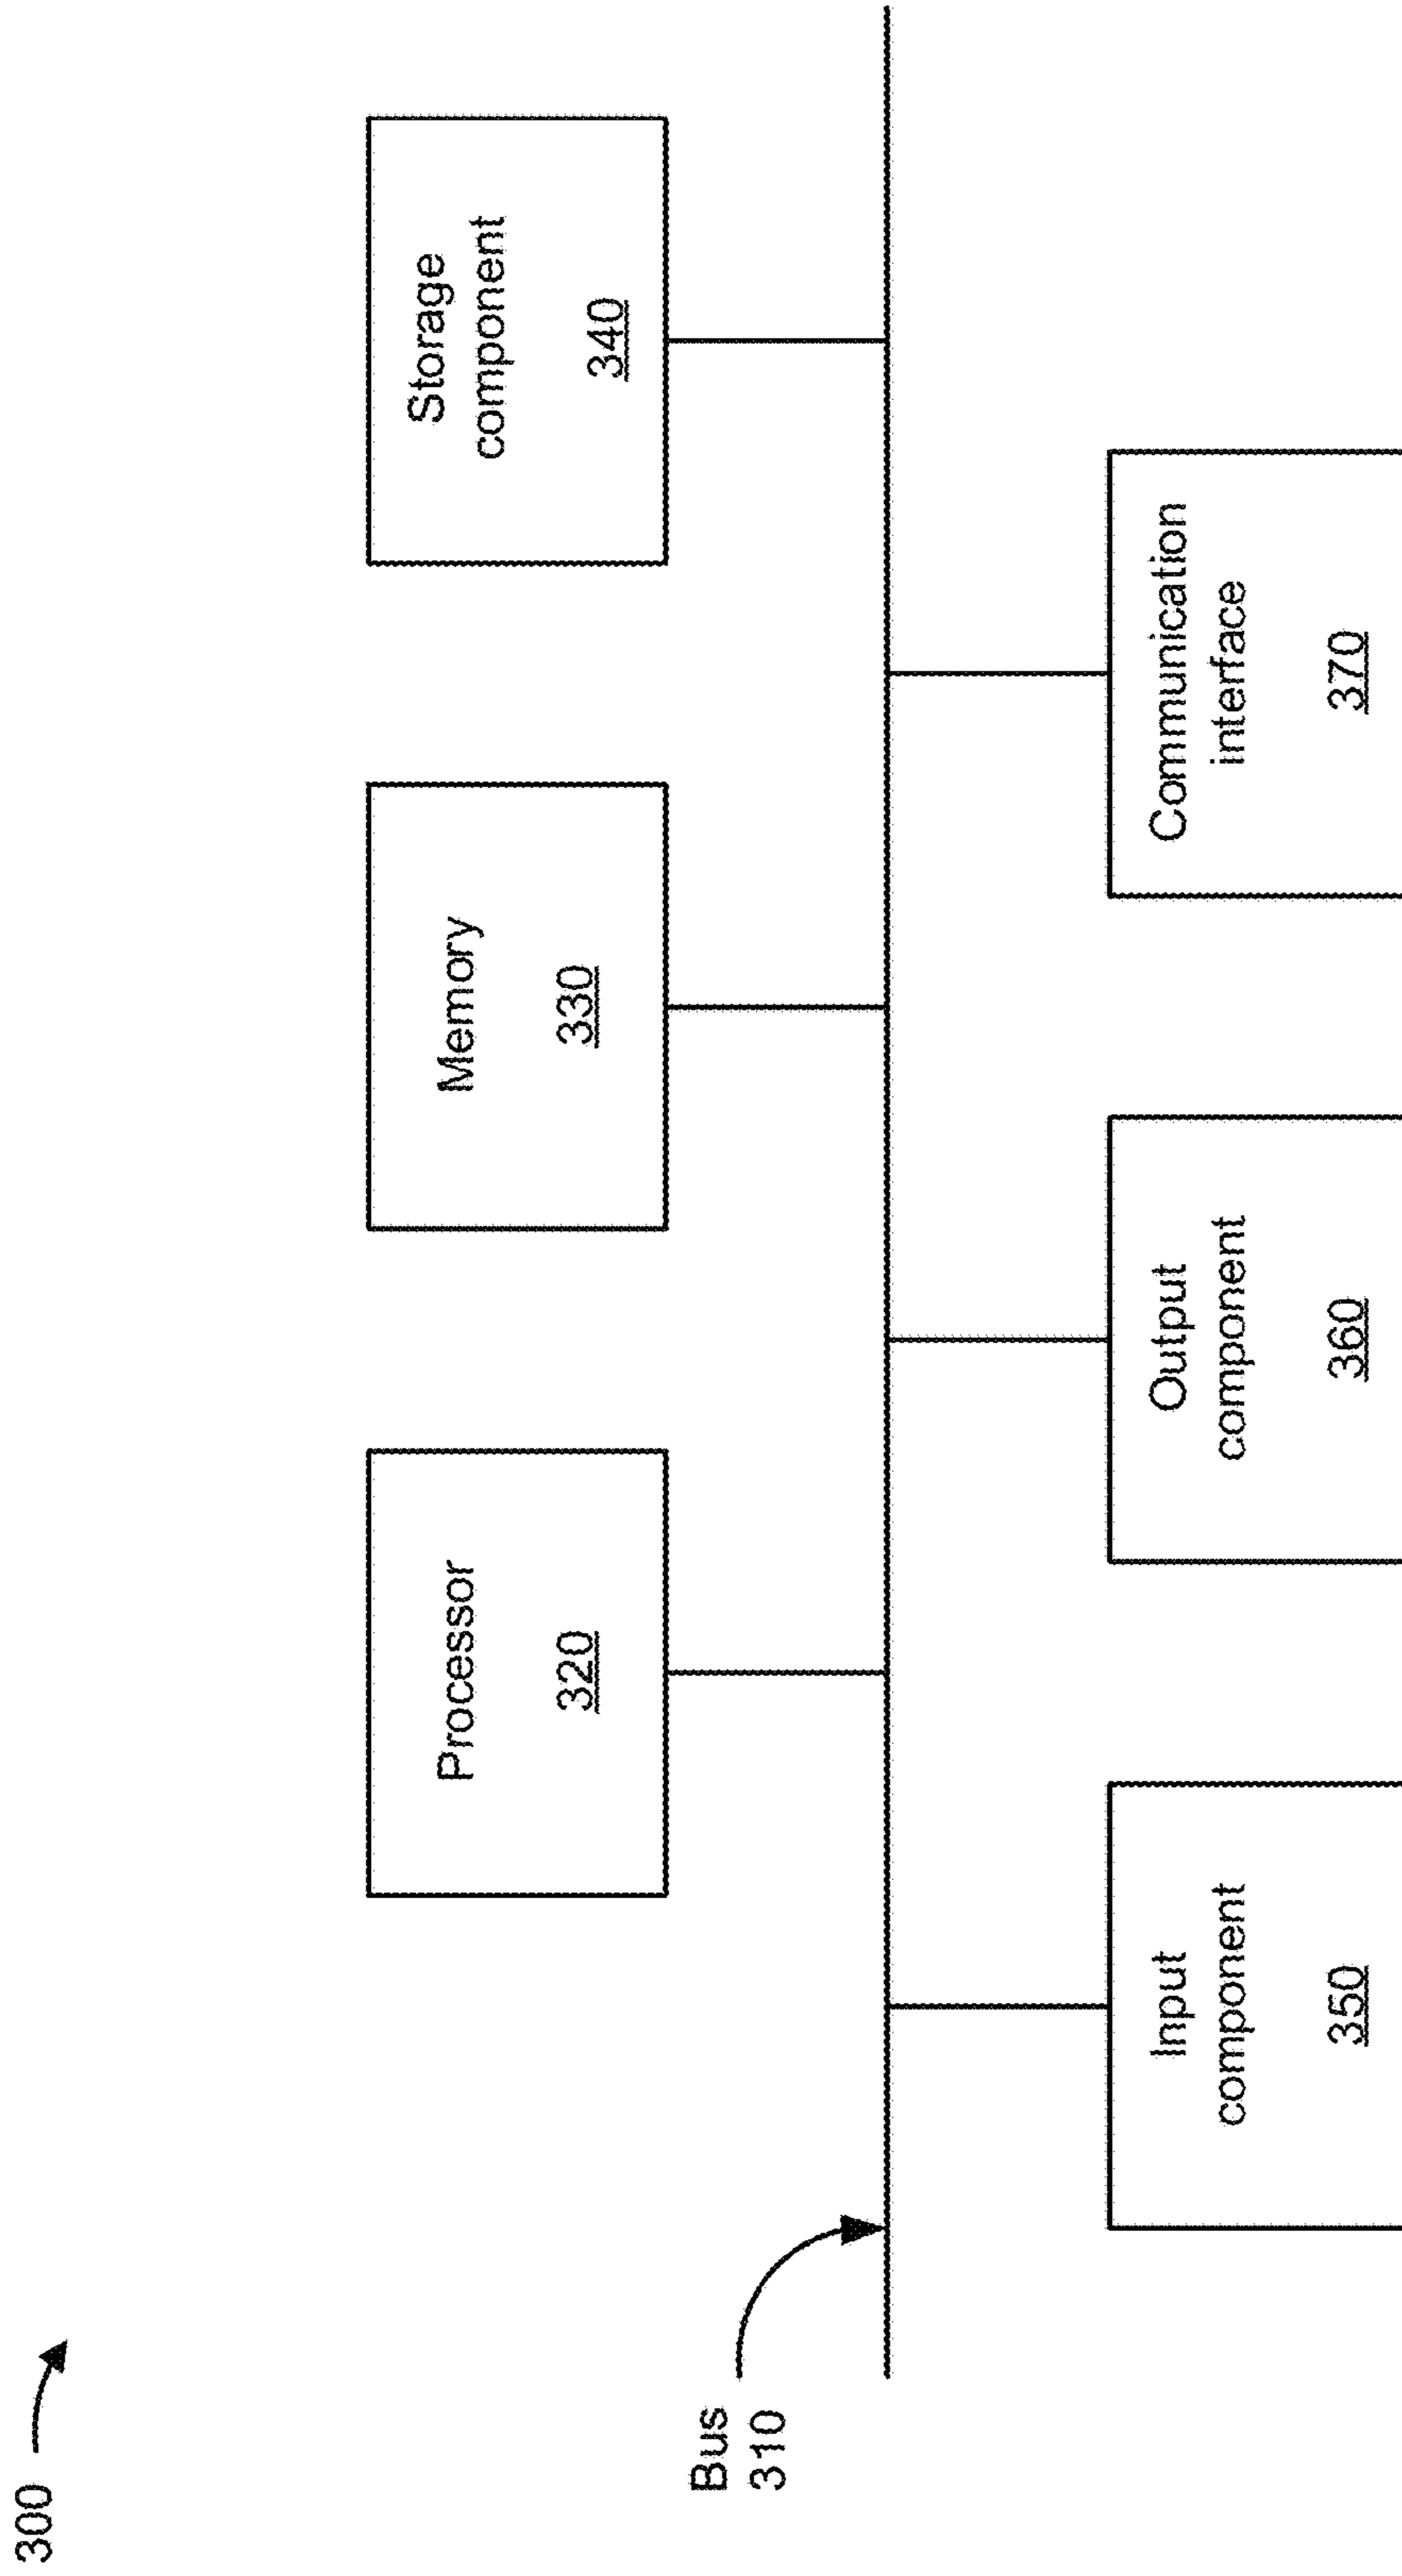 300
Processor
320
Memory
330
Storage
component
340
Bus
310
Input
component
350
Output
component
360
Communication
interface
370